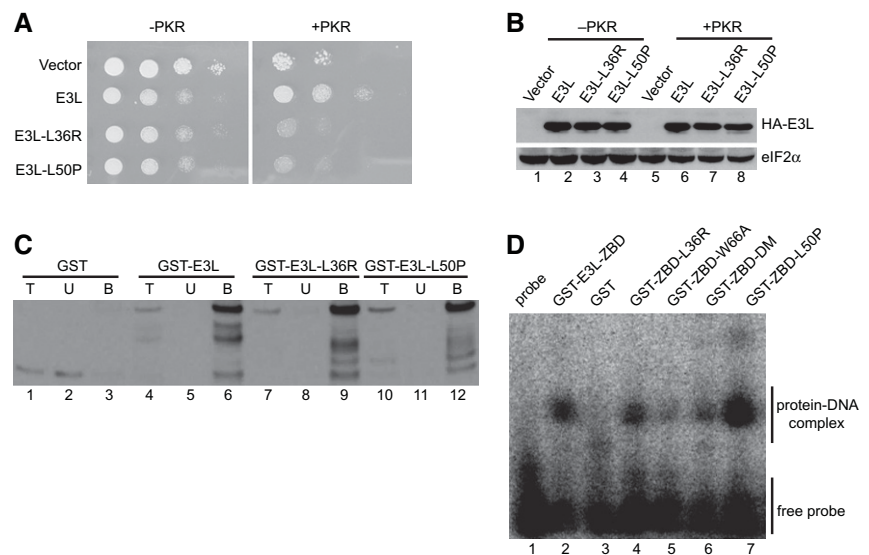 A
-PKR
+PKR
Vector
E3L
E3L-L36R
E3L-L50P
B
–PKR
+PKR
Vector
E3L
E3L-L36R
E3L-L50P
Vector
E3L
E3L-L36R
E3L-L50P
HA-E3L
eIF2α
1 2 3 4 5 6 7 8
C
GST GST-E3L GST-E3L-L36R GST-E3L-L50P
T U B T U B T U B T U B
1 2 3 4 5 6 7 8 9 10 11 12
D
probe
GST-E3L-ZBD
GST
GST-ZBD-L36R
GST-ZBD-W66A
GST-ZBD-DM
GST-ZBD-L50P
protein-DNA
complex
free probe
1 2 3 4 5 6 7